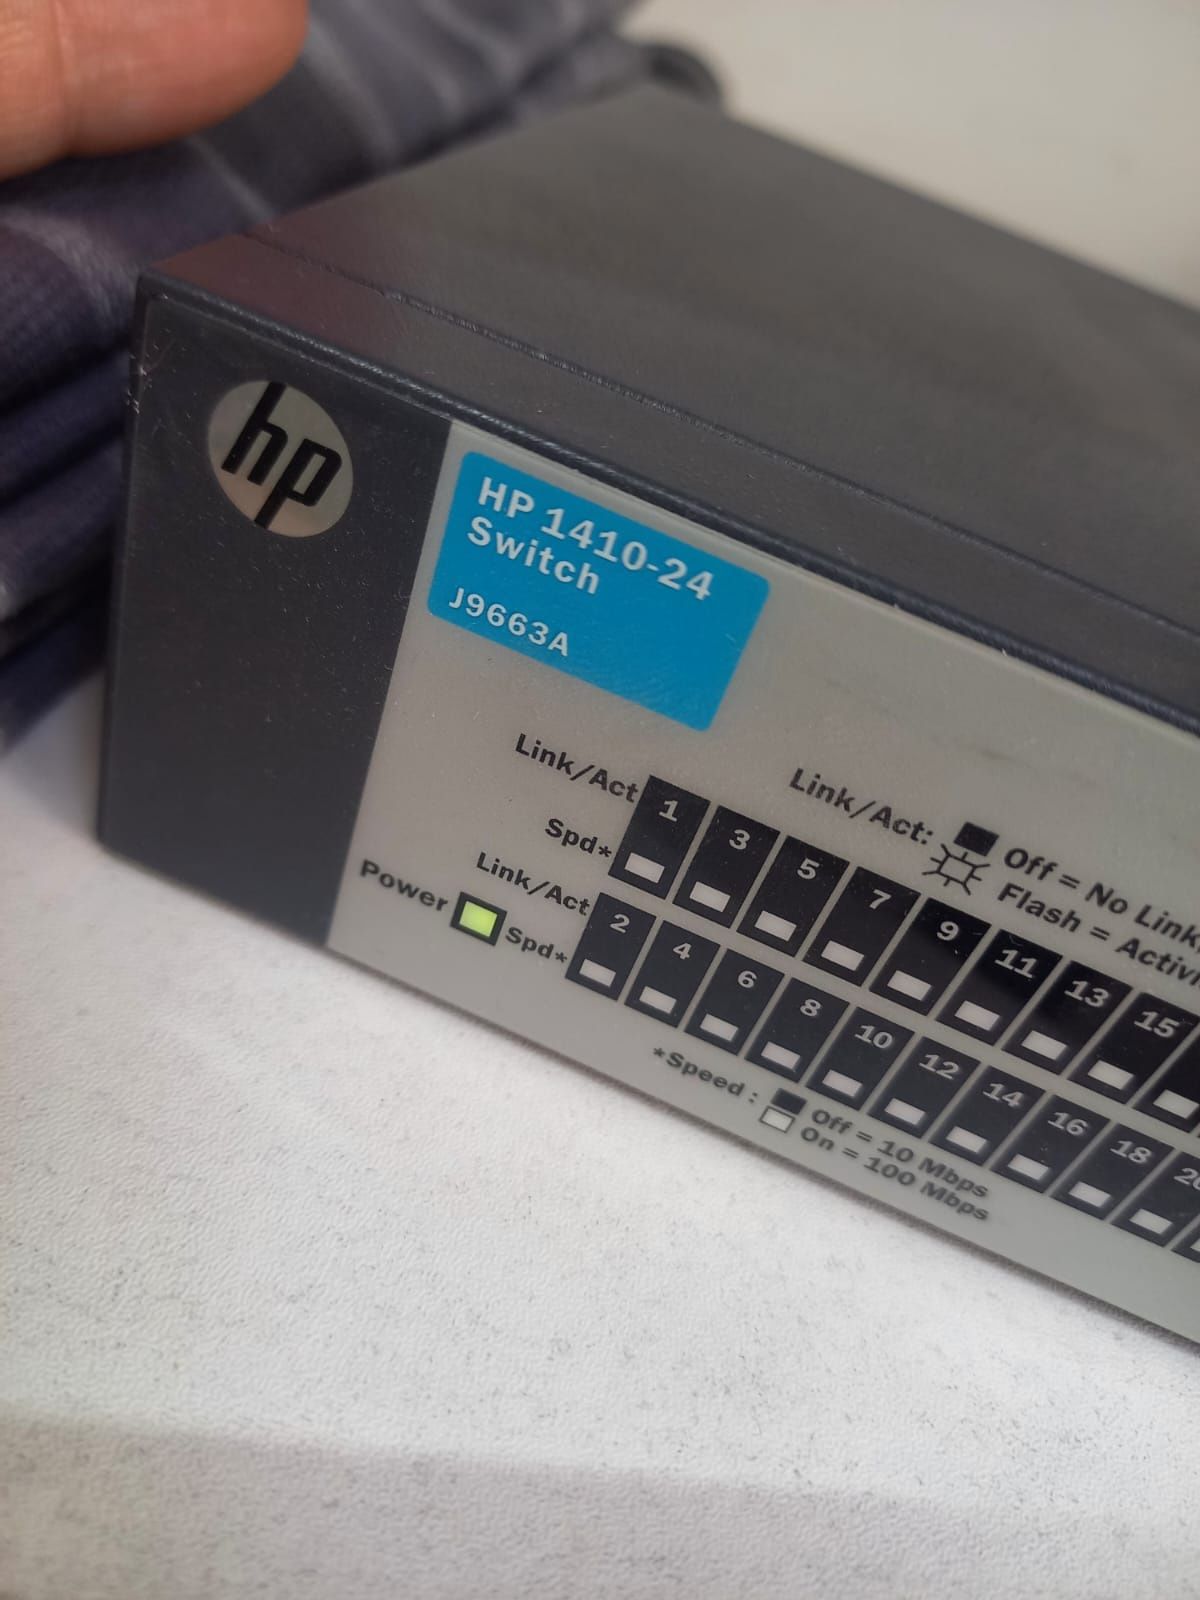 hp
HP 1410-24
Switch
J9663A
Link/Act
Spd*
Link/Act
Power
Spd*
1 3 5 7 9 11 13 15
2 4 6 8 10 12 14 16 18
Link/Act: Off = No Link
Flash = Activi
*Speed : Off = 10 Mbps
On = 100 Mbps